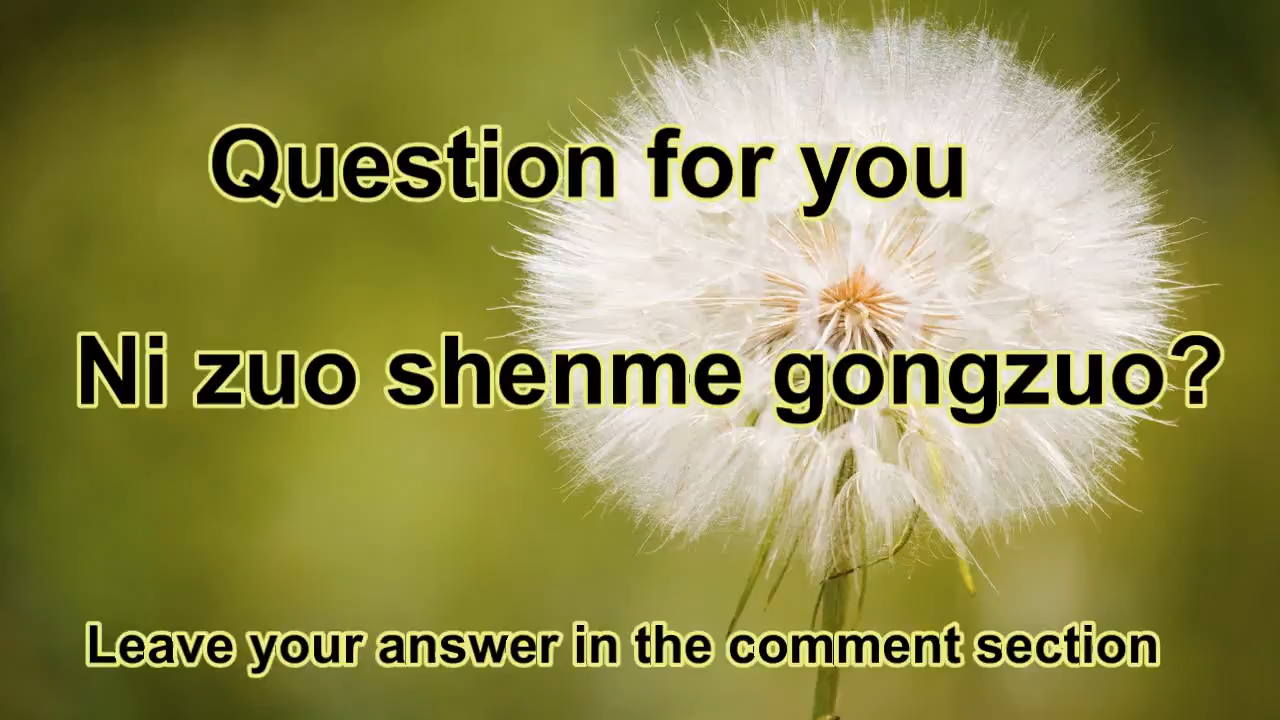 Question for you
Ni zuo shenme gongzuo?
Leave your answer in the comment section